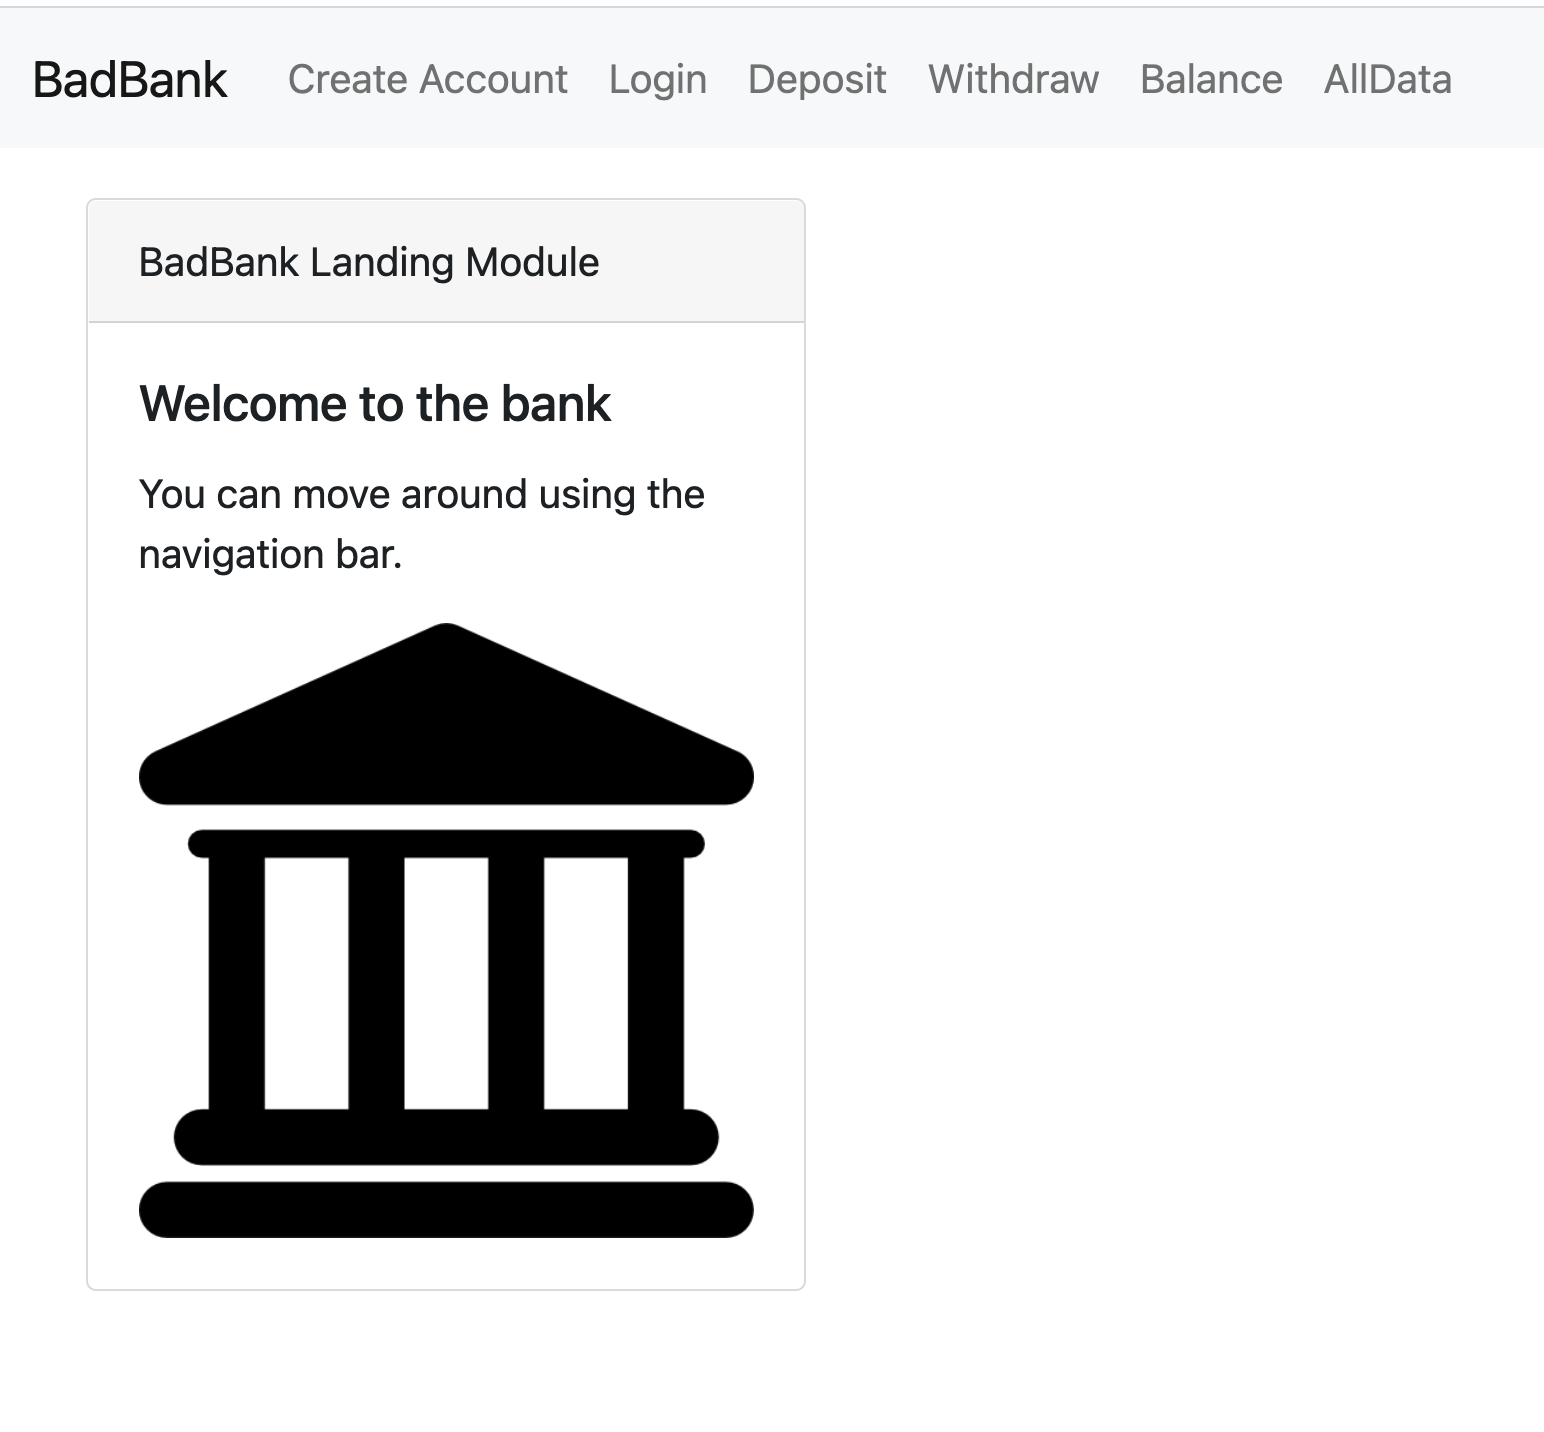 BadBank Create Account Login Deposit Withdraw Balance AllData
BadBank Landing Module
Welcome to the bank
You can move around using the
navigation bar.